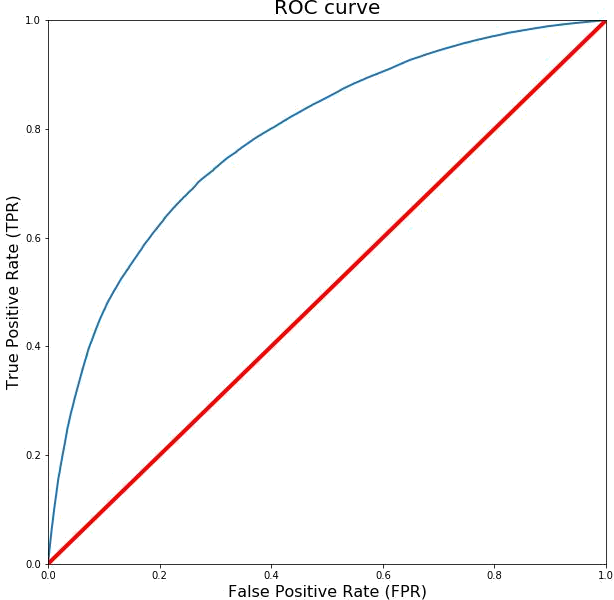 ROC curve
1.0
0.8
0.6
0.4
0.2
0.0
True Positive Rate (TPR)
0.0 0.2 0.4 0.6 0.8 1.0
False Positive Rate (FPR)